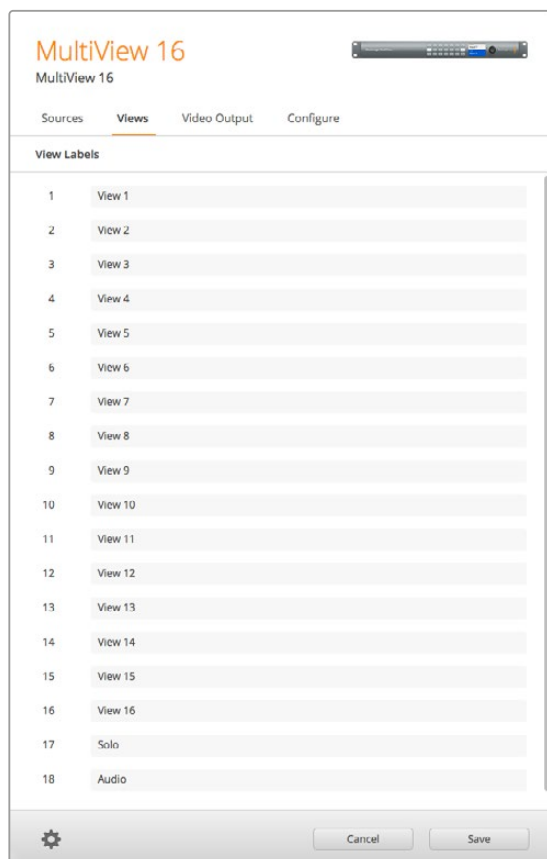 MultiView 16
MultiView 16
Sources Views Video Output Configure
View Labels
1 View 1
2 View 2
3 View 3
4 View 4
5 View 5
6 View 6
7 View 7
8 View 8
9 View 9
10 View 10
11 View 11
12 View 12
13 View 13
14 View 14
15 View 15
16 View 16
17 Solo
18 Audio
Cancel Save